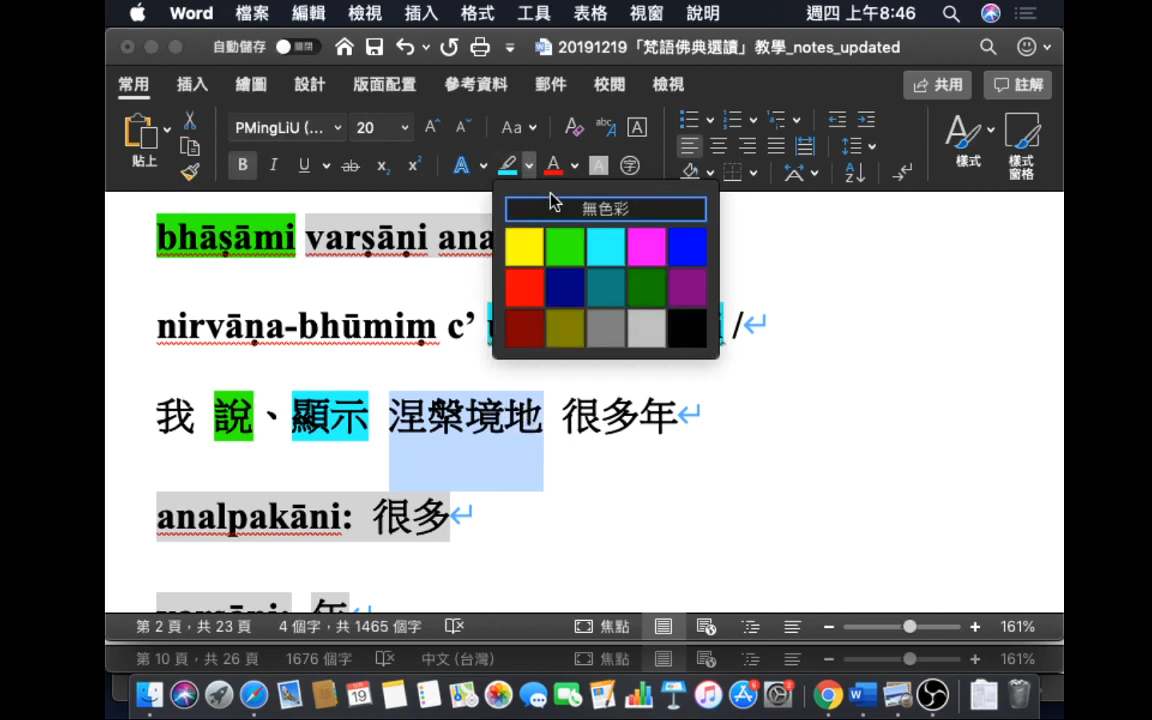 Word 檔案 編輯 檢視 插入 格式 工具 表格 視窗 說明 週四 上午8:46
自動儲存 關閉 20191219「梵語佛典選讀」教學_notes_updated
常用 插入 繪圖 設計 版面配置 參考資料 郵件 校閱 檢視 共用 註解
貼上 PMingLiU (... 20 Aa 樣式 樣式窗格
無色彩
bhāṣāmi varṣāṇi ana
nirvāṇa-bhūmiṃ c’ /
我 說、顯示 涅槃境地 很多年
analpakāni: 很多
varṣāṇi: 年
第 2 頁，共 23 頁 4 個字，共 1465 個字 焦點 161%
第 10 頁，共 26 頁 1676 個字 中文 (台灣) 焦點 161%